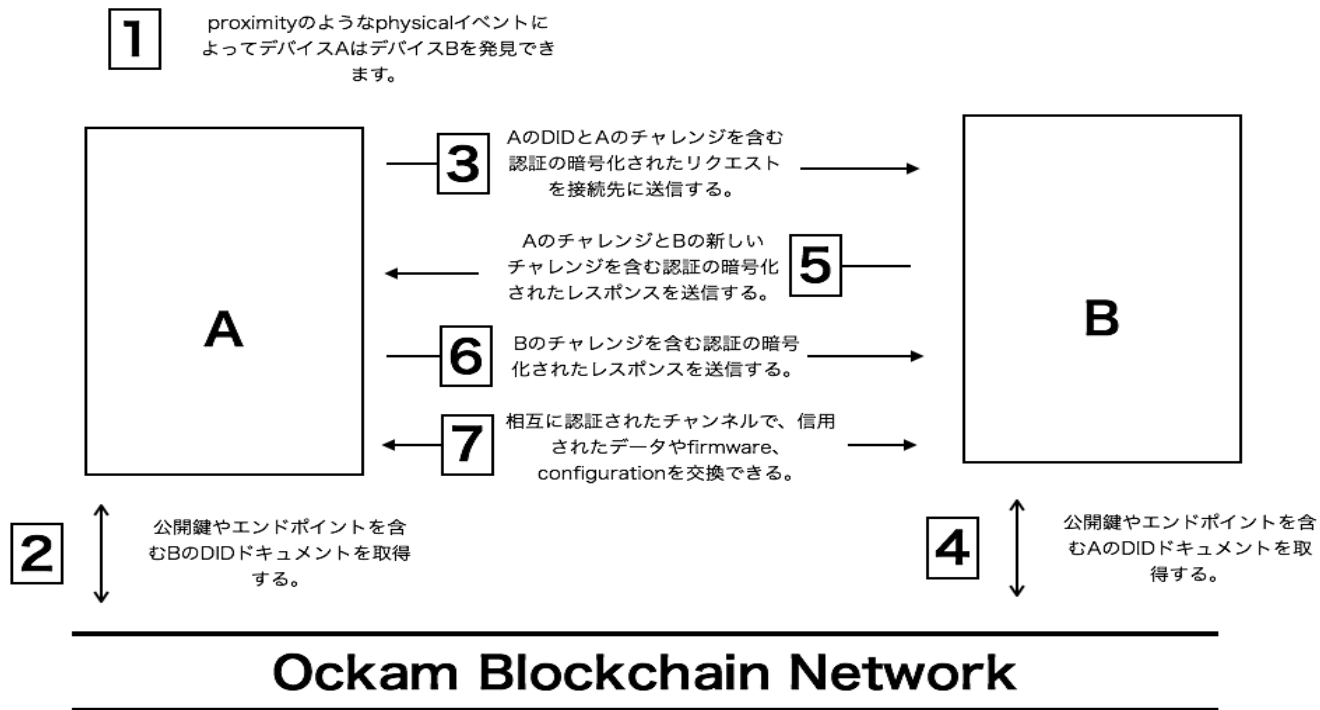 1
proximityのようなphysicalイベントに
よってデバイスAはデバイスBを発見でき
ます。
3
AのDIDとAのチャレンジを含む
認証の暗号化されたリクエスト
を接続先に送信する。
AのチャレンジとBの新しい
チャレンジを含む認証の暗号化
されたレスポンスを送信する。
5
A
B
6
Bのチャレンジを含む認証の暗号
化されたレスポンスを送信する。
7
相互に認証されたチャンネルで、信用
されたデータやfirmware、
configurationを交換できる。
2
公開鍵やエンドポイントを含
むBのDIDドキュメントを取得
する。
4
公開鍵やエンドポイントを含
むAのDIDドキュメントを取
得する。
Ockam Blockchain Network